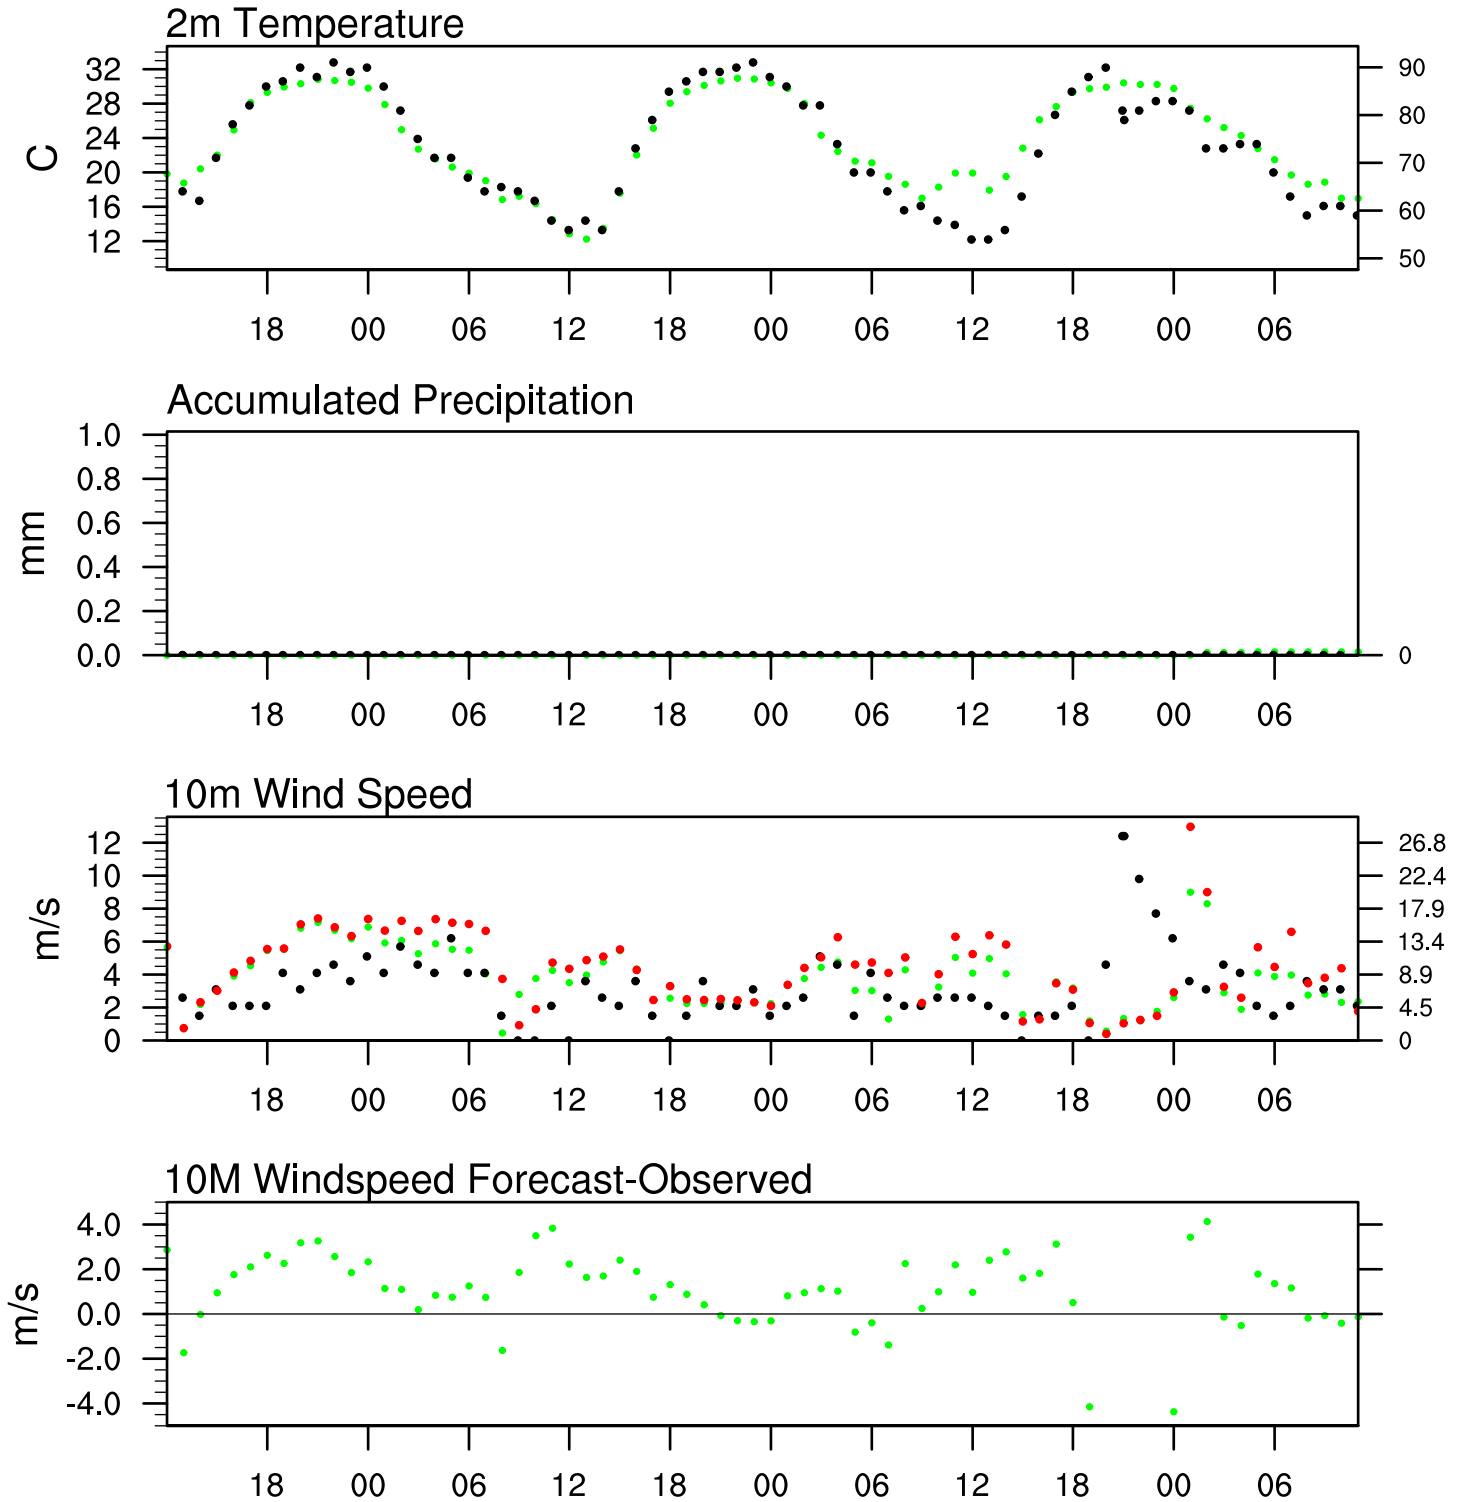 2m Temperature
32 90
28
80
24
C 70
20
16 60
12
50
18 00 06 12 18 00 06 12 18 00 06
Accumulated Precipitation
1.0
0.8
0.6
mm
0.4
0.2
0.0 0
18 00 06 12 18 00 06 12 18 00 06
10m Wind Speed
12 26.8
10 22.4
8 17.9
m/s
6 13.4
4 8.9
2 4.5
0 0
18 00 06 12 18 00 06 12 18 00 06
10M Windspeed Forecast-Observed
4.0
2.0
m/s 0.0
-2.0
-4.0
18 00 06 12 18 00 06 12 18 00 06